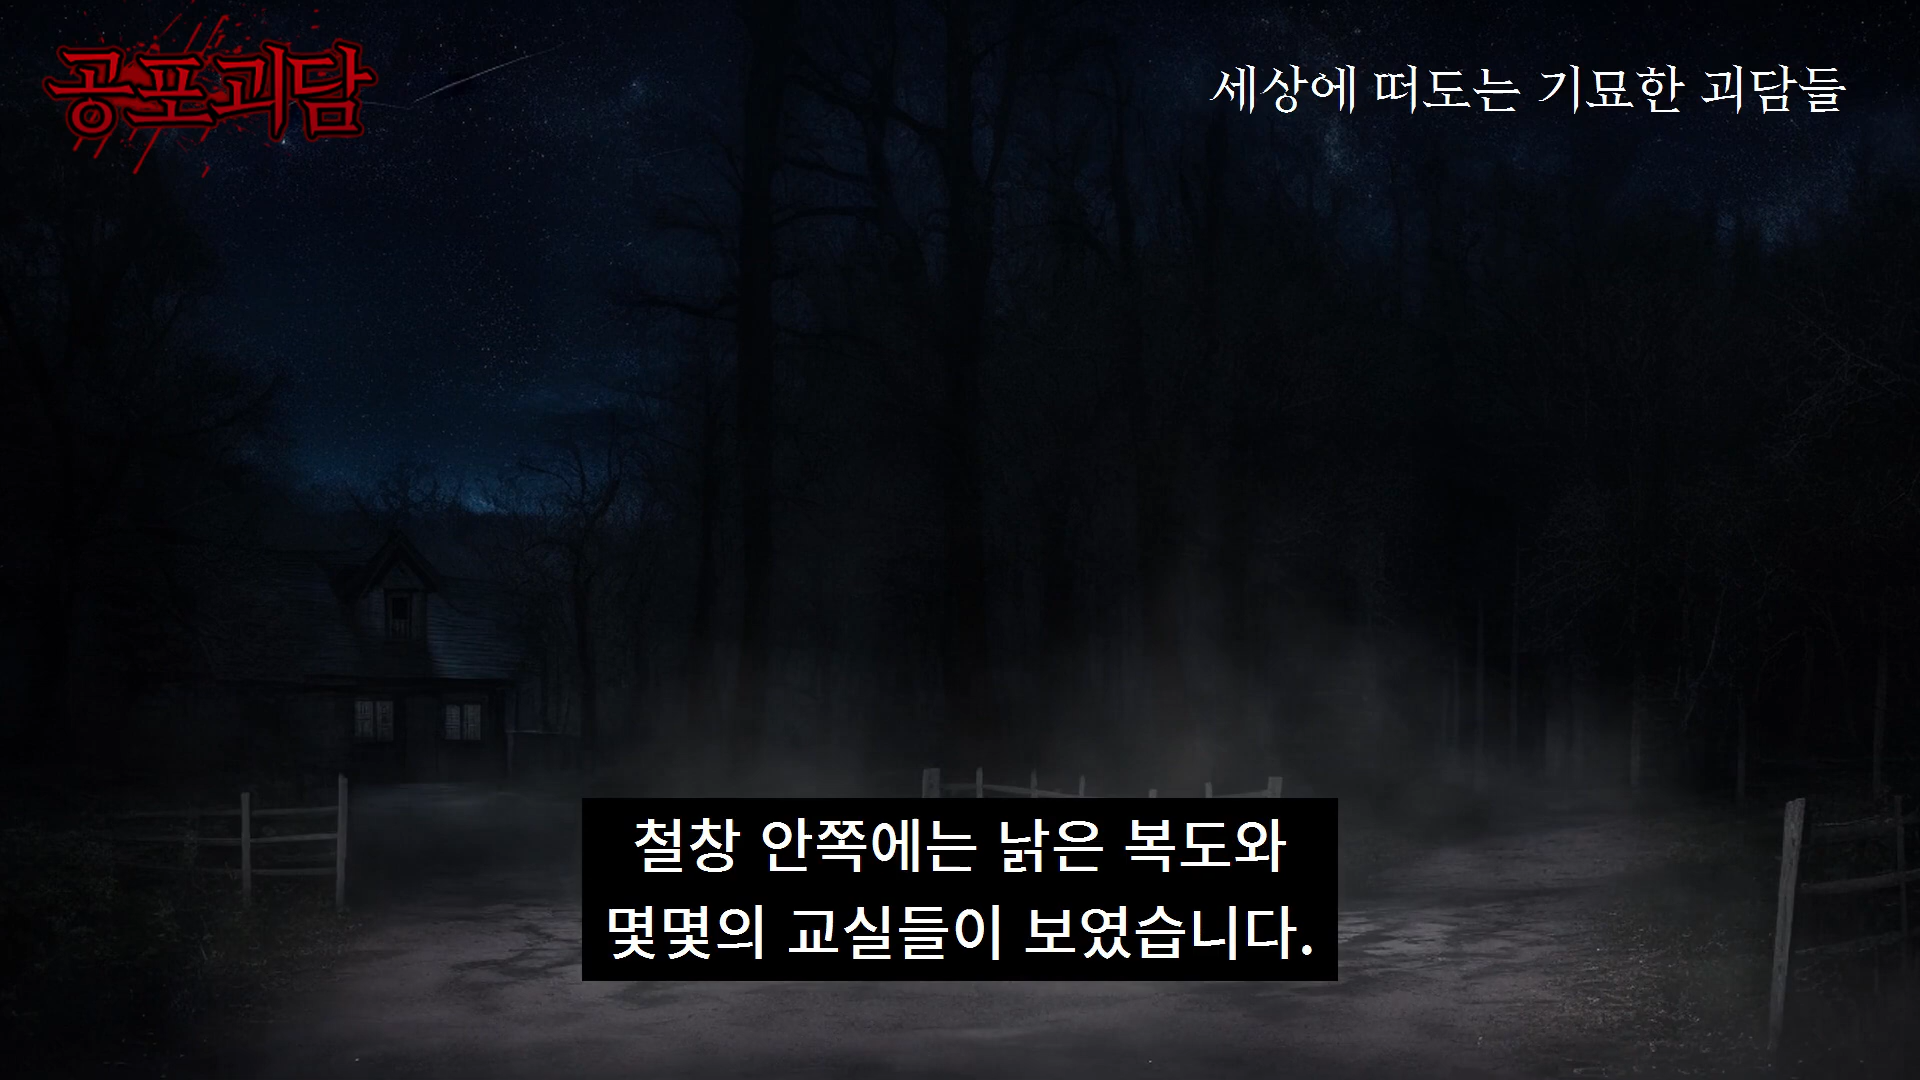 공포괴담
세상에 떠도는 기묘한 괴담들
철창 안쪽에는 낡은 복도와
몇몇의 교실들이 보였습니다.